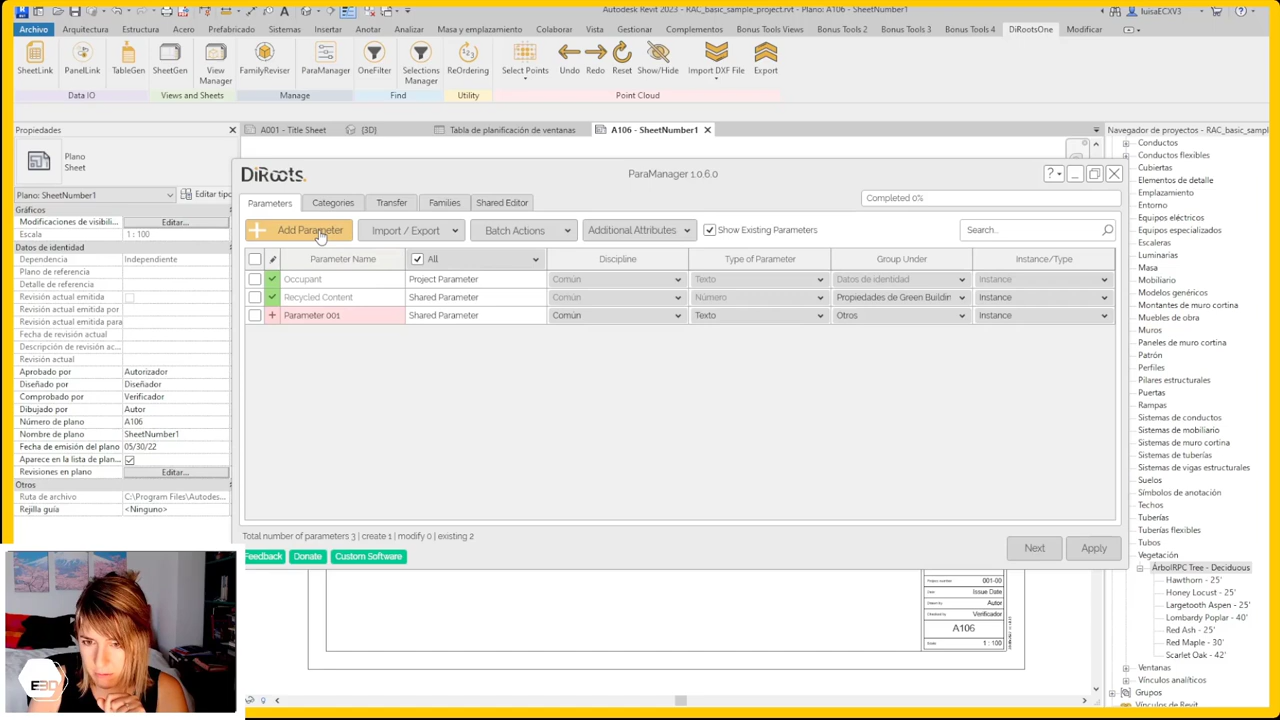 Autodesk Revit 2023 - RAC_basic_sample_project.rvt - Plano: A106 - SheetNumber1
luisaECXV3
Archivo Arquitectura Estructura Acero Prefabricado Sistemas Insertar Anotar Analizar Masa y emplazamiento Colaborar Vista Gestionar Complementos Bonus Tools Views Bonus Tools 2 Bonus Tools 3 Bonus Tools 4 DiRootsOne Modificar
SheetLink PanelLink TableGen SheetGen View Manager FamilyReviser ParaManager OneFilter Selections Manager ReOrdering Select Points Undo Redo Reset Show/Hide Import DXF File Export
Data IO Views and Sheets Manage Find Utility Point Cloud
Propiedades
A001 - Title Sheet {3D} Tabla de planificación de ventanas A106 - SheetNumber1
Plano
Sheet
Plano: SheetNumber1 Editar tipo
Gráficos
Modificaciones de visibili... Editar...
Escala 1 : 100
Datos de identidad
Dependencia Independiente
Plano de referencia
Detalle de referencia
Revisión actual emitida
Revisión actual emitida por
Revisión actual emitida para
Fecha de revisión actual
Descripción de revisión ac...
Revisión actual
Aprobado por Autorizador
Diseñado por Diseñador
Comprobado por Verificador
Dibujado por Autor
Número de plano A106
Nombre de plano SheetNumber1
Fecha de emisión del plano 05/30/22
Aparece en la lista de plan...
Revisiones en plano Editar...
Otros
Ruta de archivo C:\Program Files\Autodes...
Rejilla guía <Ninguno>
DiRoots.
ParaManager 1.0.6.0
Parameters Categories Transfer Families Shared Editor
Completed 0%
Add Parameter Import / Export Batch Actions Additional Attributes Show Existing Parameters Search...
Parameter Name All Discipline Type of Parameter Group Under Instance/Type
Occupant Project Parameter Común Texto Datos de identidad Instance
Recycled Content Shared Parameter Común Número Propiedades de Green Buildin Instance
Parameter 001 Shared Parameter Común Texto Otros Instance
Total number of parameters 3 | create 1 | modify 0 | existing 2
Feedback Donate Custom Software
Next Apply
Project number 001-00
Issue Date
Autor
Verificador
A106
1 : 100
Navegador de proyectos - RAC_basic_samp
Conductos
Conductos flexibles
Cubiertas
Elementos de detalle
Emplazamiento
Entorno
Equipos eléctricos
Equipos especializados
Escaleras
Luminarias
Masa
Mobiliario
Modelos genéricos
Montantes de muro cortina
Muebles de obra
Muros
Paneles de muro cortina
Patrón
Perfiles
Pilares estructurales
Puertas
Rampas
Sistemas de conductos
Sistemas de mobiliario
Sistemas de muro cortina
Sistemas de tubería
Sistemas de vigas estructurales
Suelos
Símbolos de anotación
Techos
Tuberías
Tuberías flexibles
Tubos
Vegetación
ÁrbolRPC Tree - Deciduous
Hawthorn - 25'
Honey Locust - 25'
Largetooth Aspen - 25'
Lombardy Poplar - 40'
Red Ash - 25'
Red Maple - 30'
Scarlet Oak - 42'
Ventanas
Vínculos analíticos
Grupos
Vínculos de Revit
E3D